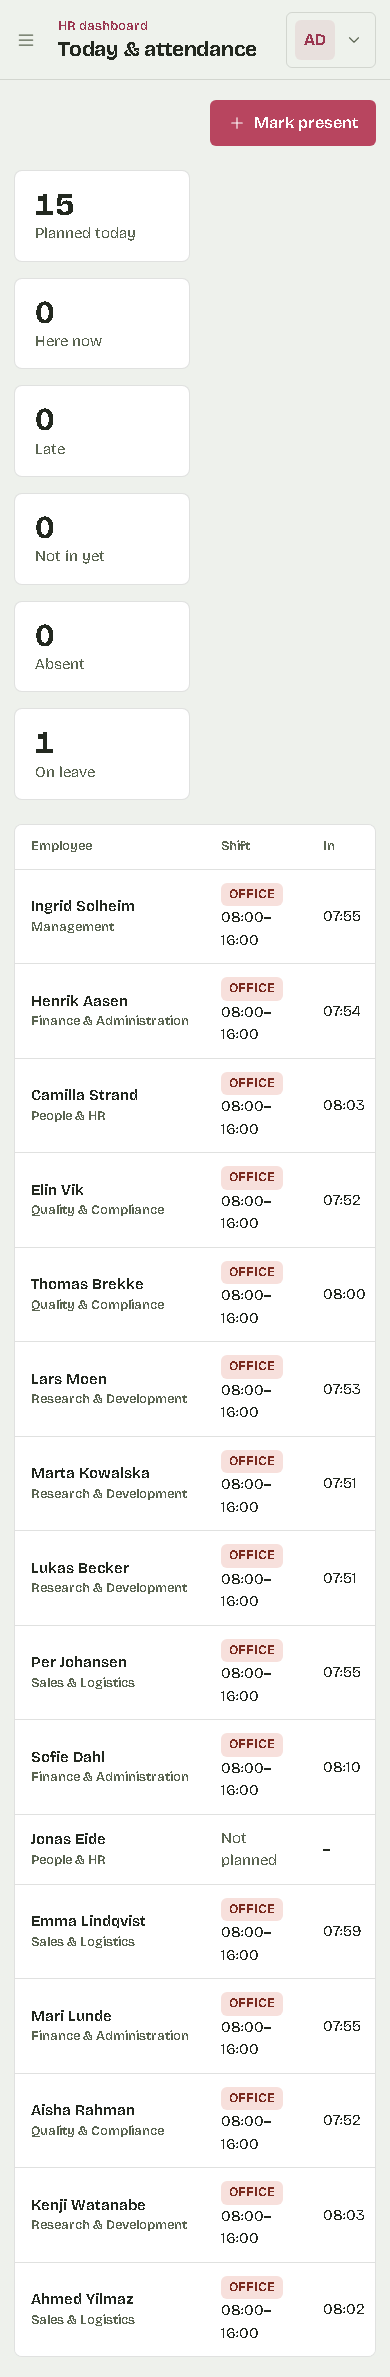 HR dashboard
Today & attendance
AD
Mark present
15
Planned today
0
Here now
0
Late
0
Not in yet
0
Absent
1
On leave
Employee Shift In
Ingrid Solheim
Management
OFFICE
08:00–
16:00
07:55
Henrik Aasen
Finance & Administration
OFFICE
08:00–
16:00
07:54
Camilla Strand
People & HR
OFFICE
08:00–
16:00
08:03
Elin Vik
Quality & Compliance
OFFICE
08:00–
16:00
07:52
Thomas Brekke
Quality & Compliance
OFFICE
08:00–
16:00
08:00
Lars Moen
Research & Development
OFFICE
08:00–
16:00
07:53
Marta Kowalska
Research & Development
OFFICE
08:00–
16:00
07:51
Lukas Becker
Research & Development
OFFICE
08:00–
16:00
07:51
Per Johansen
Sales & Logistics
OFFICE
08:00–
16:00
07:55
Sofie Dahl
Finance & Administration
OFFICE
08:00–
16:00
08:10
Jonas Eide
People & HR
Not
planned
–
Emma Lindqvist
Sales & Logistics
OFFICE
08:00–
16:00
07:59
Mari Lunde
Finance & Administration
OFFICE
08:00–
16:00
07:55
Aisha Rahman
Quality & Compliance
OFFICE
08:00–
16:00
07:52
Kenji Watanabe
Research & Development
OFFICE
08:00–
16:00
08:03
Ahmed Yilmaz
Sales & Logistics
OFFICE
08:00–
16:00
08:02